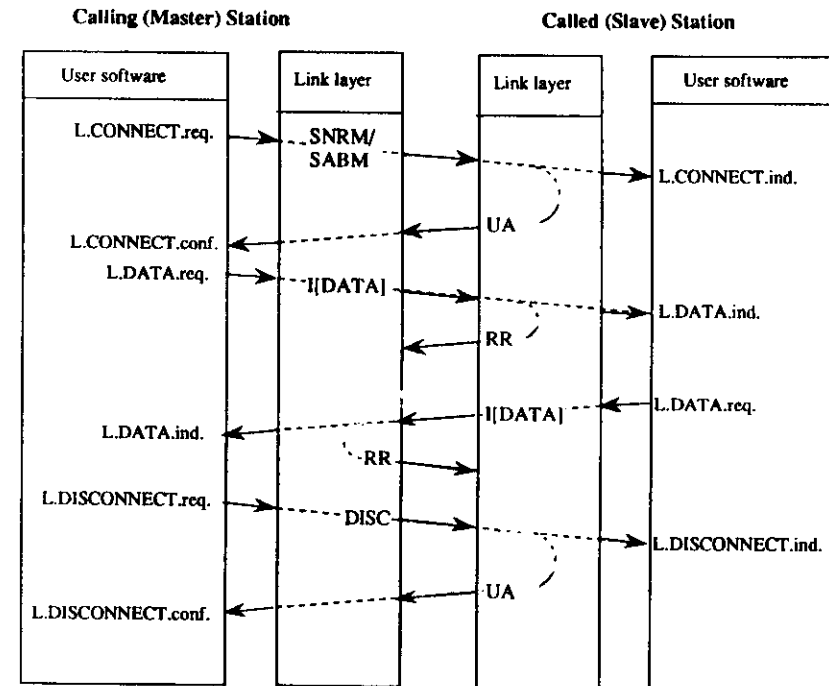 Calling (Master) Station
Called (Slave) Station
User software
Link layer
Link layer
User software
L.CONNECT.req.
SNRM/
SABM
L.CONNECT.ind.
UA
L.CONNECT.conf.
L.DATA.req.
I[DATA]
L.DATA.ind.
RR
L.DATA.req.
I[DATA]
L.DATA.ind.
RR
L.DISCONNECT.req.
DISC
L.DISCONNECT.ind.
UA
L.DISCONNECT.conf.